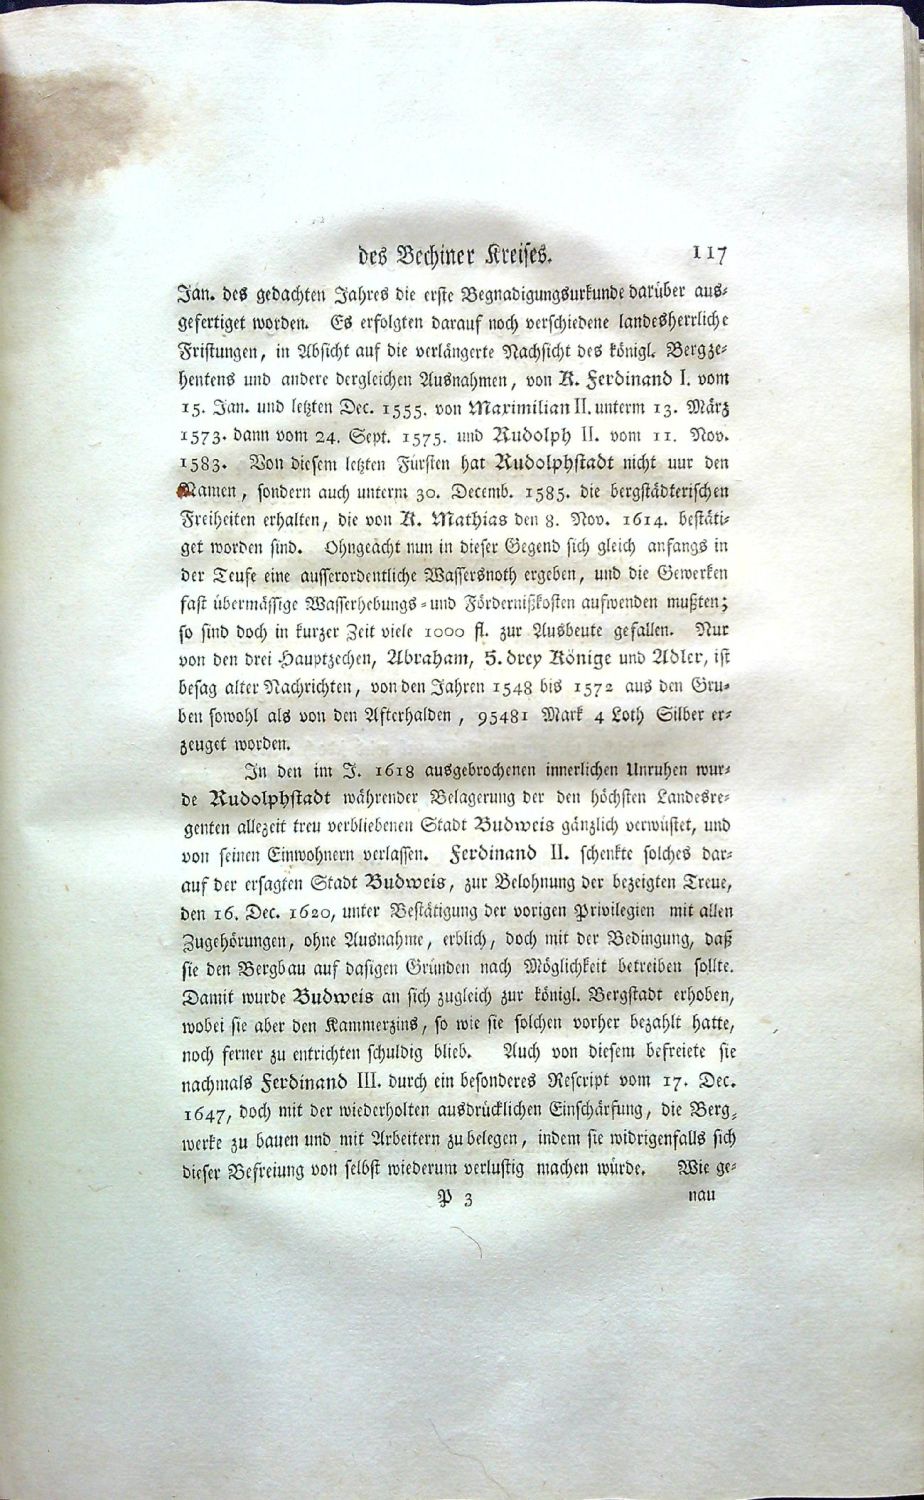 des Bechiner Kreises. 117
Jan. des gedachten Jahres die erste Begnadigungsurkunde darüber aus-
gefertiget worden. Es erfolgten darauf noch verschiedene landesherrliche
Fristungen, in Absicht auf die verlängerte Nachsicht des königl. Bergze-
hentens und andere dergleichen Ausnahmen, von K. Ferdinand I. vom
15. Jan. und letzten Dec. 1555. von Maximilian II. unterm 13. März
1573. dann vom 24. Sept. 1575. und Rudolph II. vom 11. Nov.
1583. Von diesem letzten Fürsten hat Rudolphstadt nicht nur den
Namen, sondern auch unterm 30. Decemb. 1585. die bergstädterischen
Freiheiten erhalten, die von K. Mathias den 8. Nov. 1614. bestäti-
get worden sind. Ohngeacht nun in dieser Gegend sich gleich anfangs in
der Teufe eine ausserordentliche Wassersnoth ergeben, und die Gewerken
fast übermässige Wasserhebungs-und Fördernißkosten aufwenden mußten;
so sind doch in kurzer Zeit viele 1000 fl. zur Ausbeute gefallen. Nur
von den drei Hauptzechen, Abraham, H. drey Könige und Adler, ist
besag alter Nachrichten, von den Jahren 1548 bis 1572 aus den Gru-
ben sowohl als von den Afterhalden, 95481 Mark 4 Loth Silber er-
zeuget worden.
In den im J. 1618 ausgebrochenen innerlichen Unruhen wur-
de Rudolphstadt währender Belagerung der den höchsten Landesre-
genten allezeit treu verbliebenen Stadt Budweis gänzlich verwüstet, und
von seinen Einwohnern verlassen. Ferdinand II. schenkte solches dar-
auf der ersagten Stadt Budweis, zur Belohnung der bezeigten Treue,
den 16. Dec. 1620, unter Bestätigung der vorigen Privilegien mit allen
Zugehörungen, ohne Ausnahme, erblich, doch mit der Bedingung, daß
sie den Bergbau auf dasigen Gründen nach Möglichkeit betreiben sollte.
Damit wurde Budweis an sich zugleich zur königl. Bergstadt erhoben,
wobei sie aber den Kammerzins, so wie sie solchen vorher bezahlt hatte,
noch ferner zu entrichten schuldig blieb. Auch von diesem befreiete sie
nachmals Ferdinand III. durch ein besonderes Rescript vom 17. Dec.
1647, doch mit der wiederholten ausdrücklichen Einschärfung, die Berg-
werke zu bauen und mit Arbeitern zu belegen, indem sie widrigenfalls sich
dieser Befreiung von selbst wiederum verlustig machen würde. Wie ge-
P 3 nau